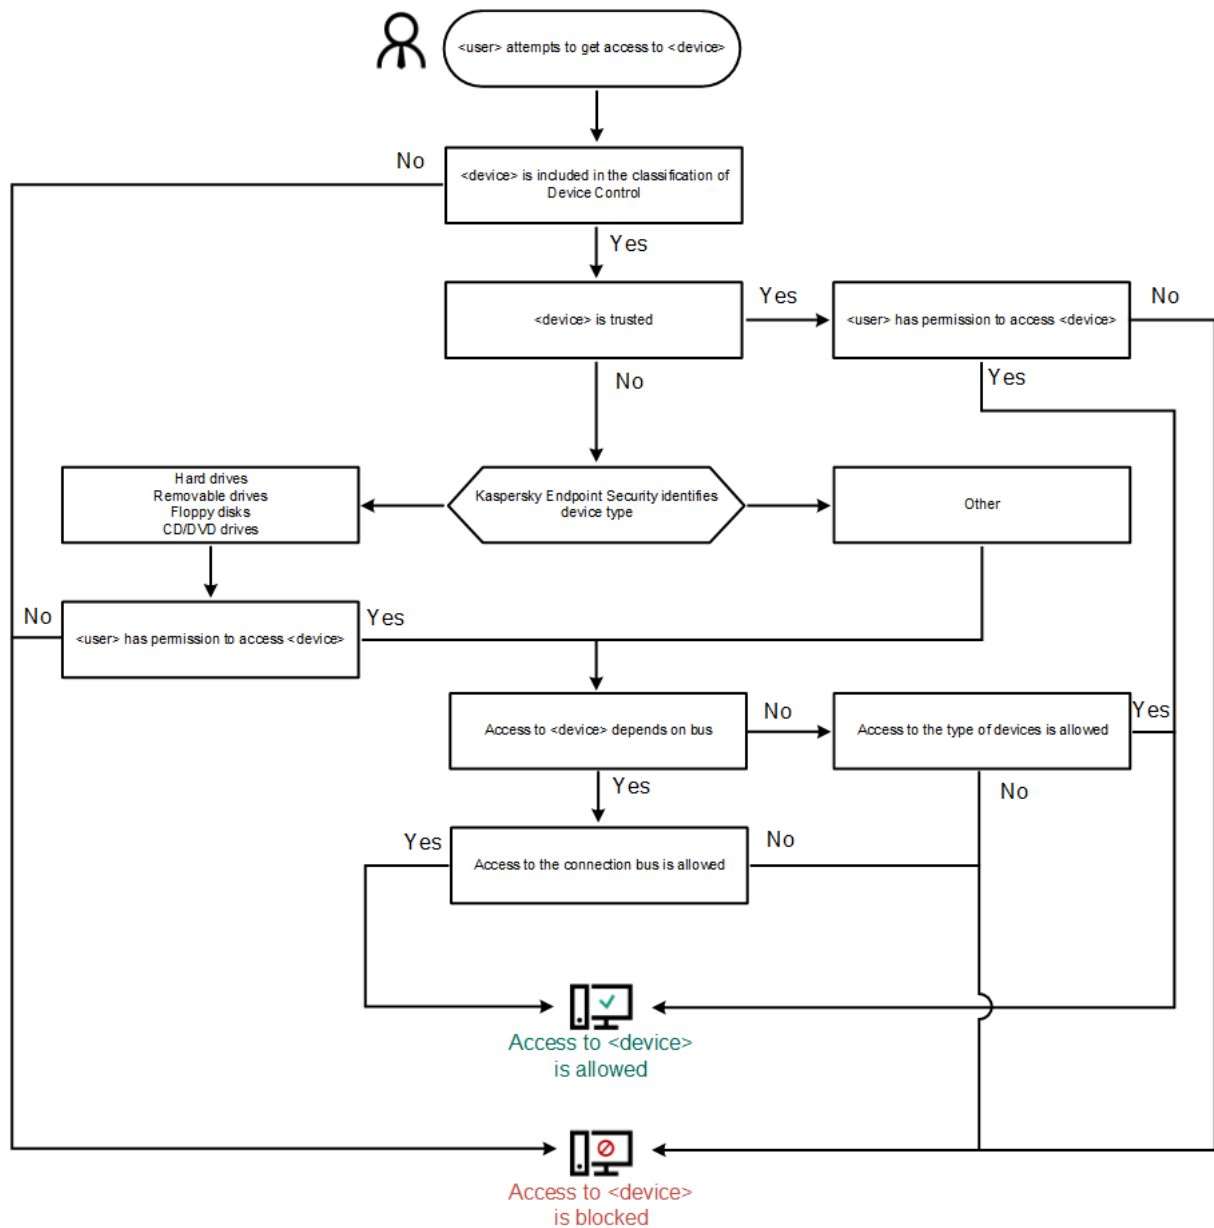 <user> attempts to get access to <device>
No
<device> is included in the classification of
Device Control
Yes
<device> is trusted
Yes
<user> has permission to access <device>
No
No
Yes
Hard drives
Removable drives
Floppy disks
CD/DVD drives
Kaspersky Endpoint Security identifies
device type
Other
No
<user> has permission to access <device>
Yes
Access to <device> depends on bus
No
Access to the type of devices is allowed
Yes
Yes
No
Yes
Access to the connection bus is allowed
No
Access to <device>
is allowed
Access to <device>
is blocked